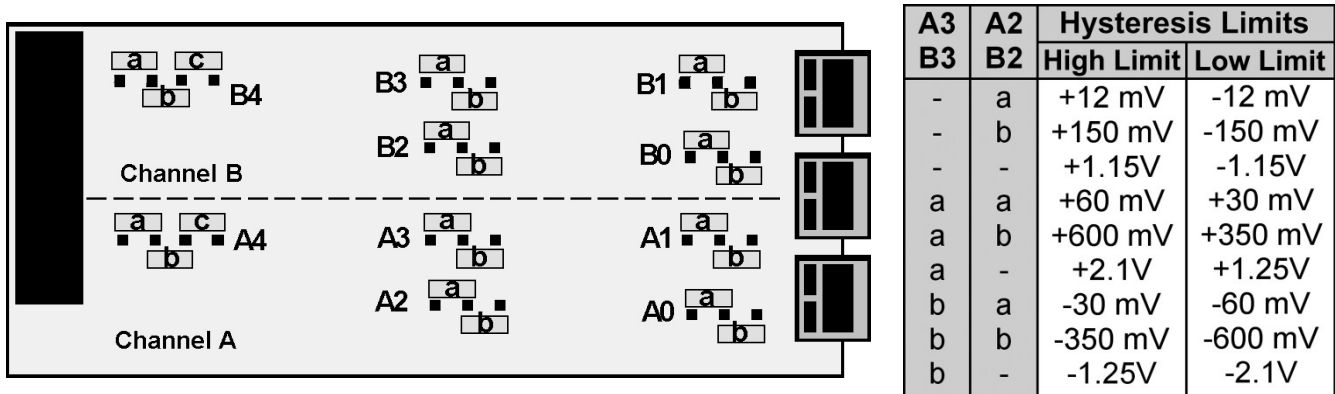 a c
b B4
B3 a
b
B1 a
b
B2 a
b
B0 a
b
Channel B
a c
b A4
A3 a
b
A1 a
b
A2 a
b
A0 a
b
Channel A
A3 A2 Hysteresis Limits
B3 B2 High Limit Low Limit
- a +12 mV -12 mV
- b +150 mV -150 mV
- - +1.15V -1.15V
a a +60 mV +30 mV
a b +600 mV +350 mV
a - +2.1V +1.25V
b a -30 mV -60 mV
b b -350 mV -600 mV
b - -1.25V -2.1V